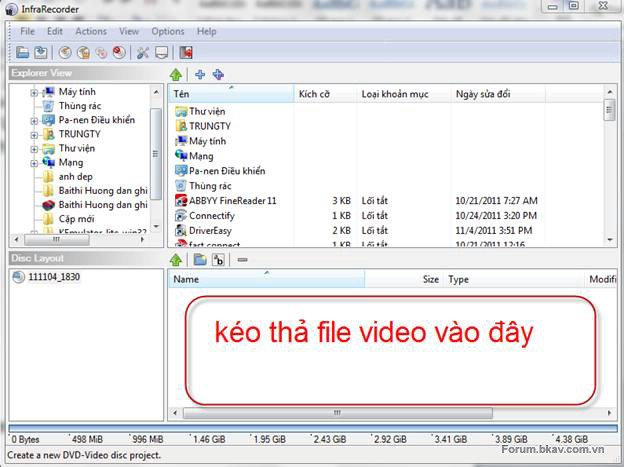 InfraRecorder
File Edit Actions View Options Help
Explorer View
Máy tính
Thùng rác
Pa-nen Điều khiển
TRUNGTY
Thư viện
Mạng
anh dep
Baithi Huong dan ghi
Baithi Huong dan ghi
Cặp mới
KEmulator-lite-win32
Tên Kích cỡ Loại khoản mục Ngày sửa đổi
Thư viện
TRUNGTY
Máy tính
Mạng
Pa-nen Điều khiển
Thùng rác
ABBYY FineReader 11 3 KB Lối tắt 10/21/2011 7:27 AM
Connectify 1 KB Lối tắt 10/24/2011 3:20 PM
DriverEasy 1 KB Lối tắt 11/4/2011 3:51 PM
fast connect 1 KB Lối tắt 10/21/2011 12:16
Disc Layout
111104_1830
Name Size Type Modifi
kéo thả file video vào đây
0 Bytes 498 MiB 996 MiB 1.46 GiB 1.95 GiB 2.43 GiB 2.92 GiB 3.41 GiB 3.89 GiB 4.38 GiB
Create a new DVD-Video disc project.
Forum.bkav.com.vn